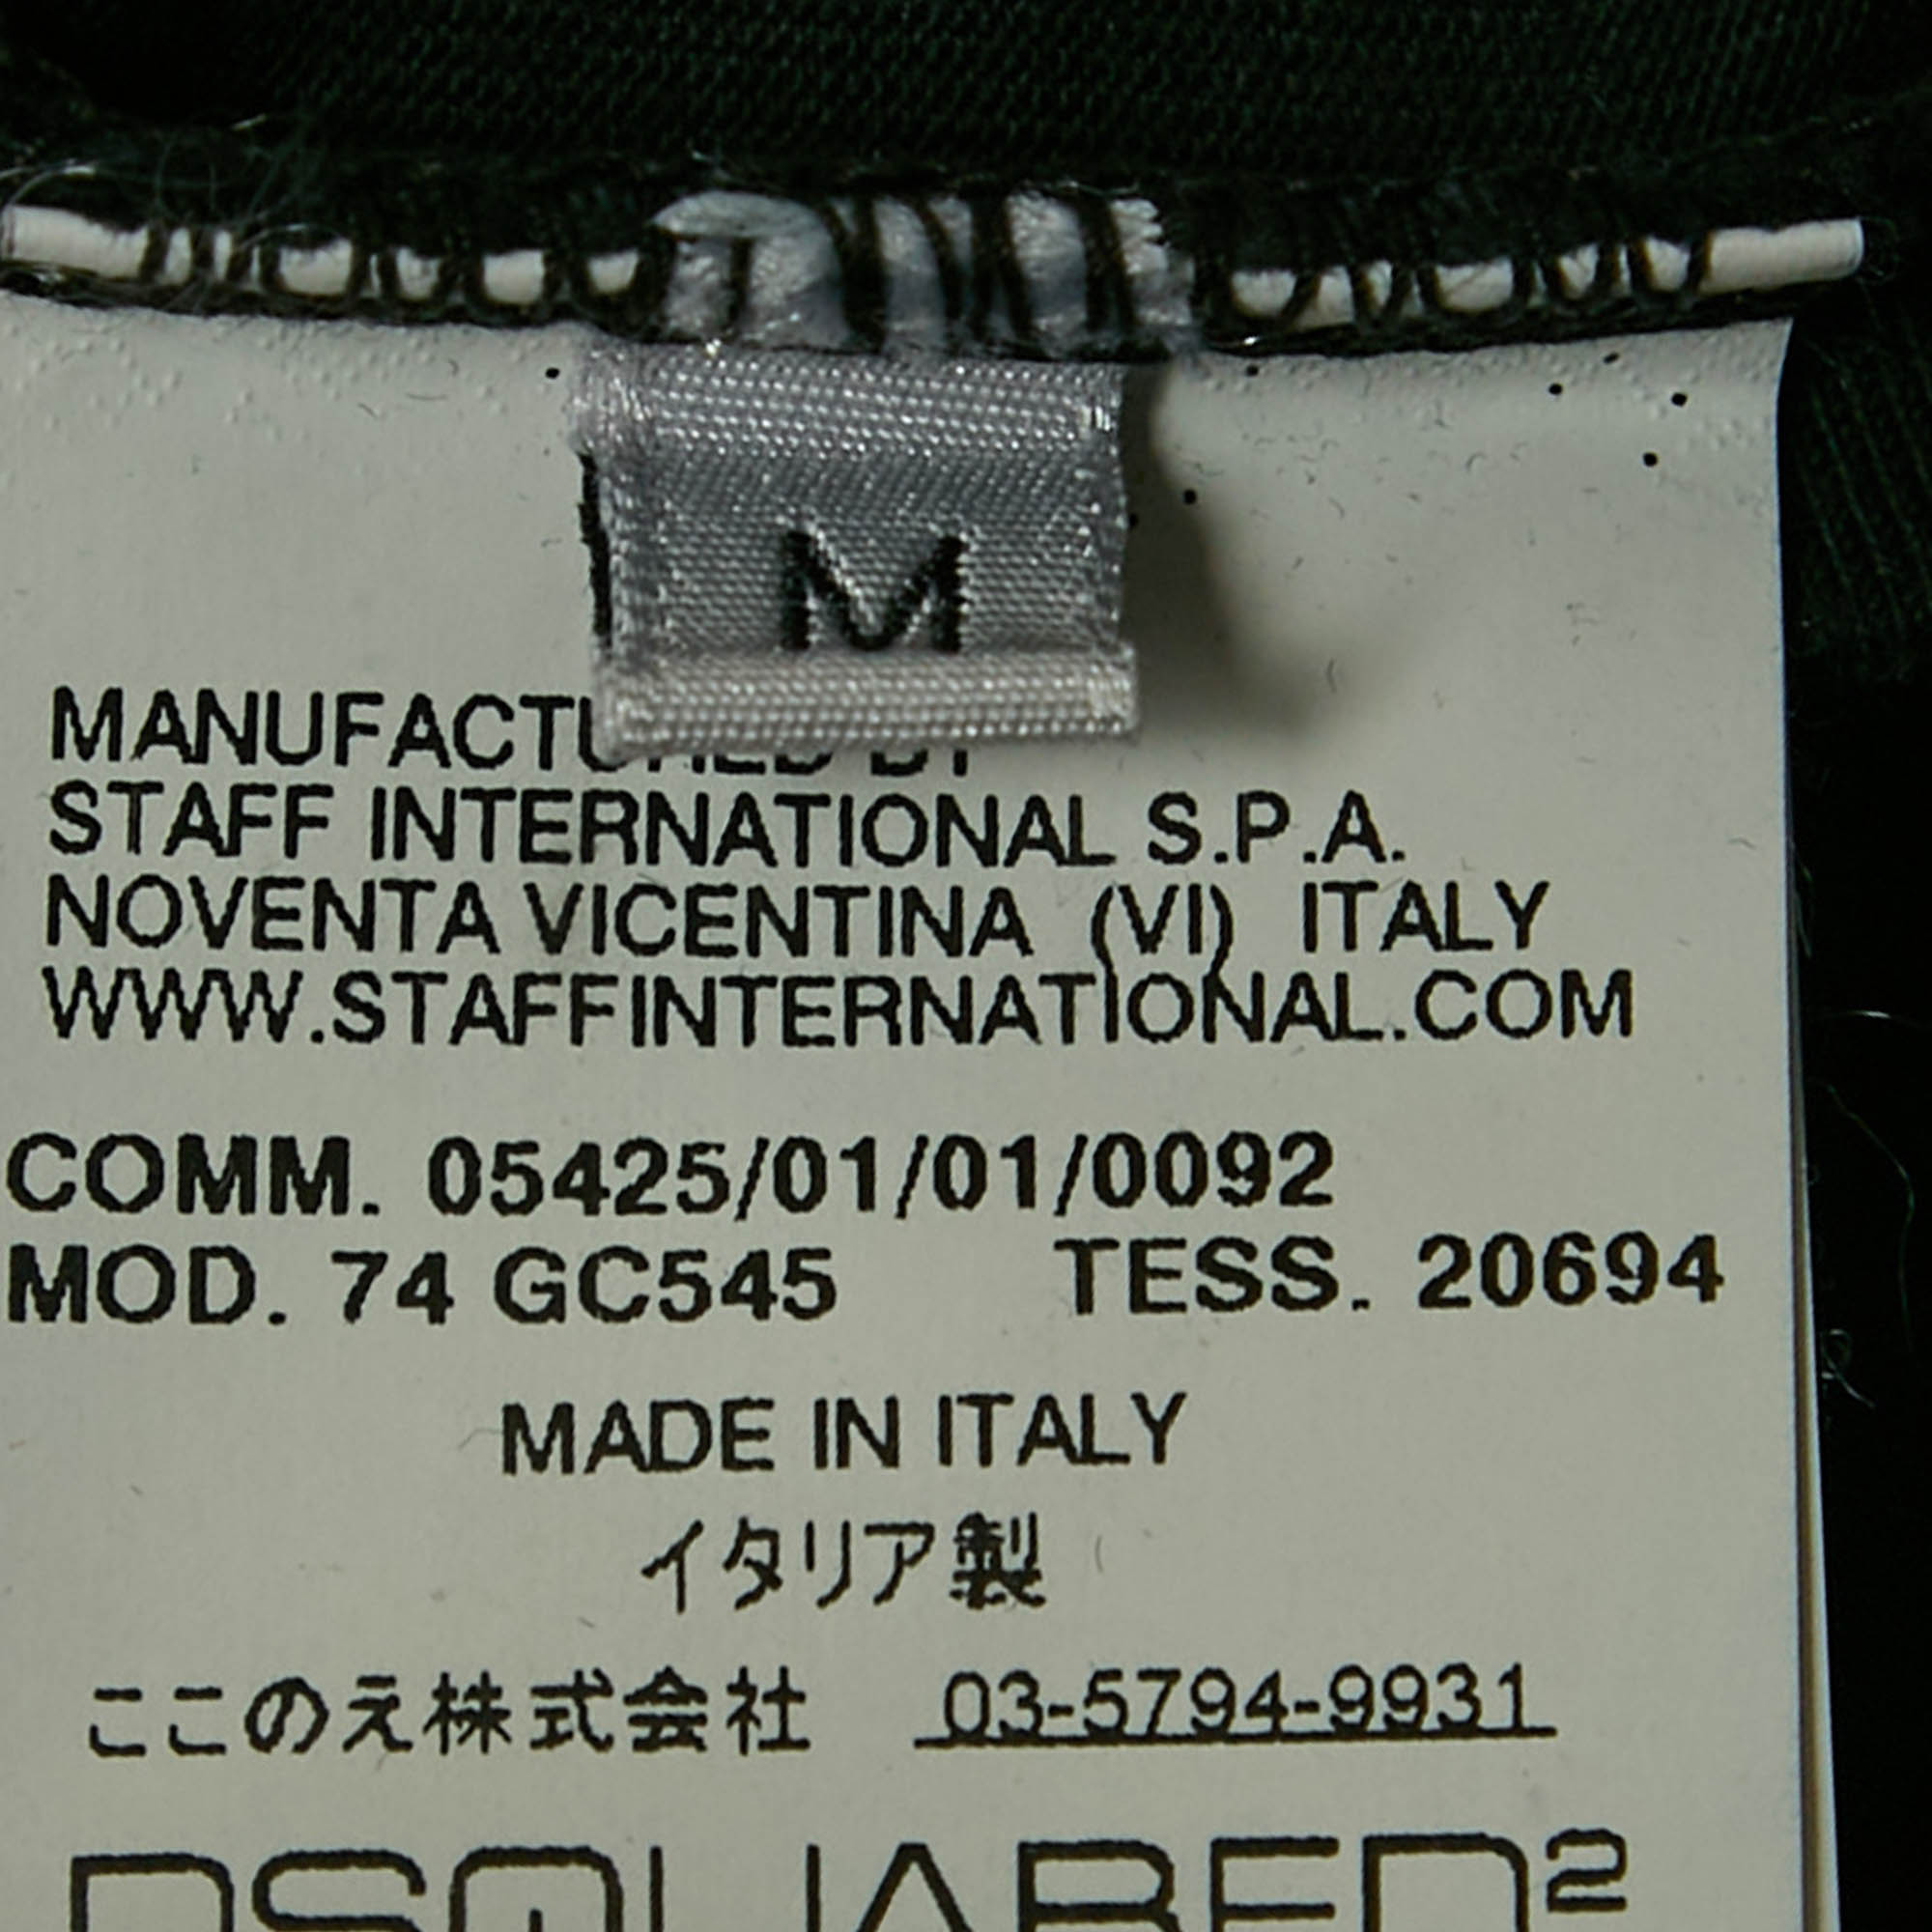 M
MANUFACTURED BY
STAFF INTERNATIONAL S.P.A.
NOVENTA VICENTINA (VI) ITALY
WWW.STAFFINTERNATIONAL.COM
COMM. 05425/01/01/0092
MOD. 74 GC545 TESS. 20694
MADE IN ITALY
イタリア製
ここのえ株式会社 03-5794-9931
DSQUARED²